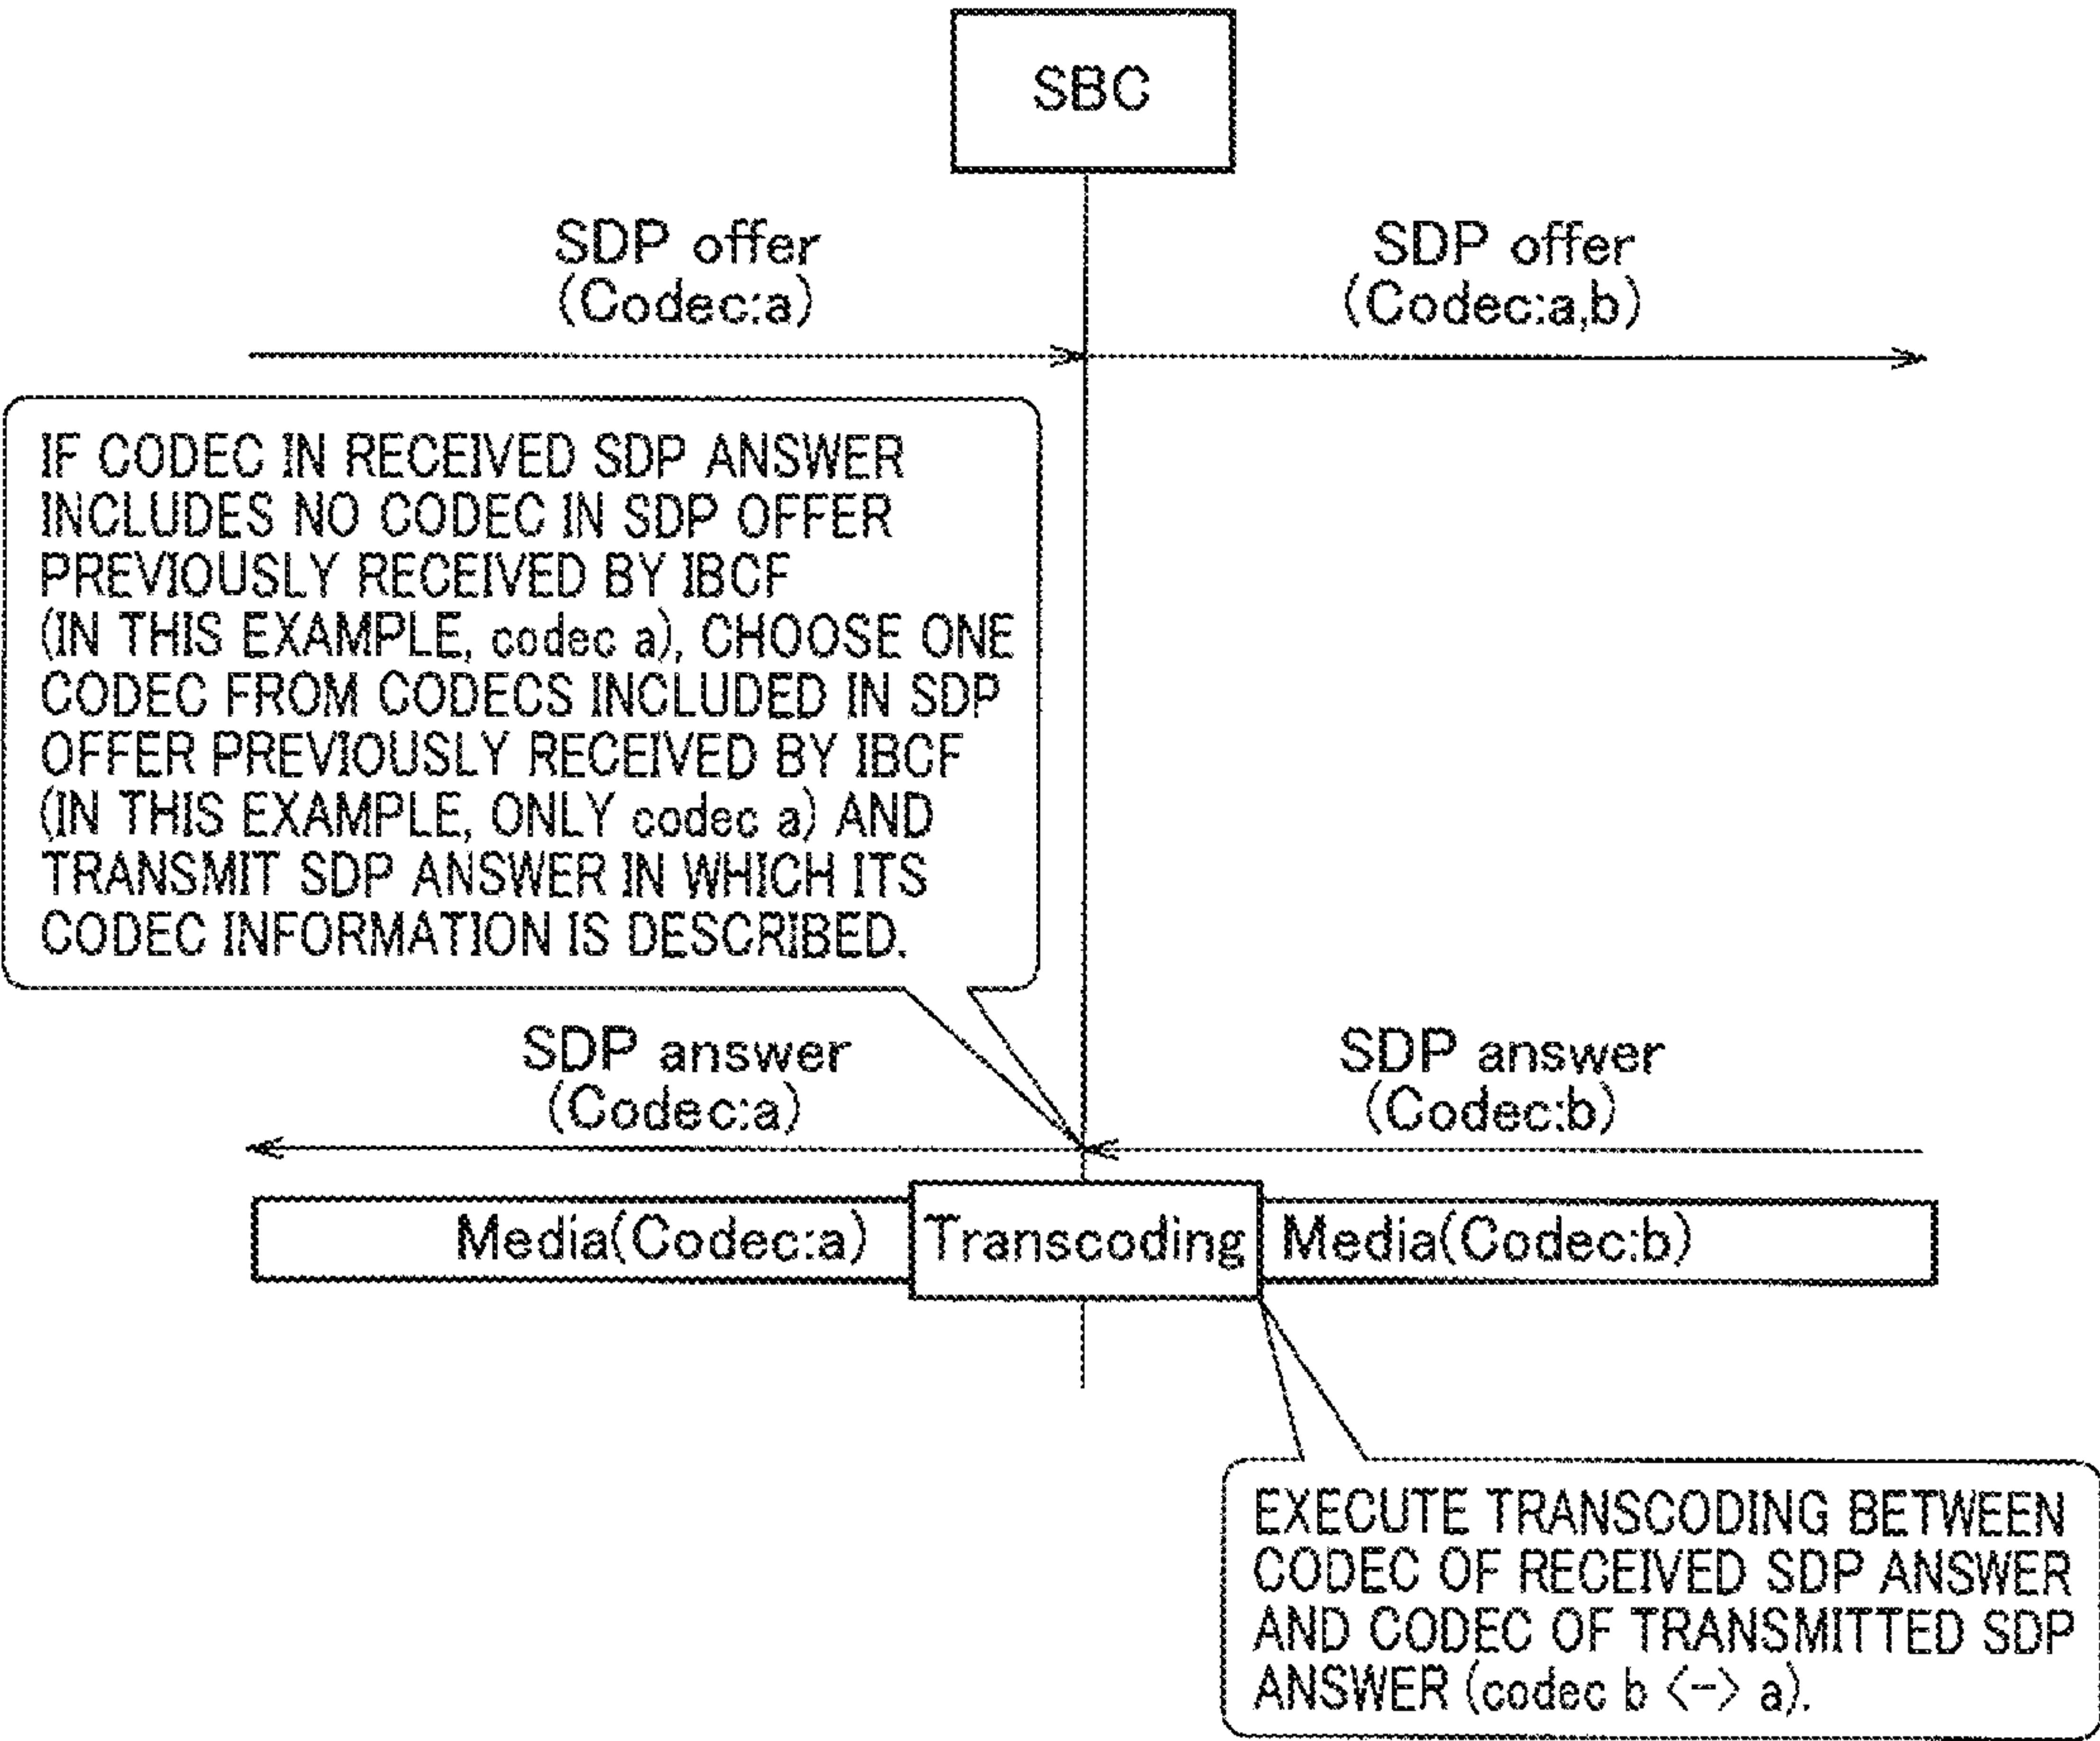 SBC
SDP offer
(Codec:a)
SDP offer
(Codec:a,b)
IF CODEC IN RECEIVED SDP ANSWER
INCLUDES NO CODEC IN SDP OFFER
PREVIOUSLY RECEIVED BY IBCF
(IN THIS EXAMPLE, codec a), CHOOSE ONE
CODEC FROM CODECS INCLUDED IN SDP
OFFER PREVIOUSLY RECEIVED BY IBCF
(IN THIS EXAMPLE, ONLY codec a) AND
TRANSMIT SDP ANSWER IN WHICH ITS
CODEC INFORMATION IS DESCRIBED.
SDP answer
(Codec:a)
SDP answer
(Codec:b)
Media(Codec:a)
Transcoding
Media(Codec:b)
EXECUTE TRANSCODING BETWEEN
CODEC OF RECEIVED SDP ANSWER
AND CODEC OF TRANSMITTED SDP
ANSWER (codec b <-> a).